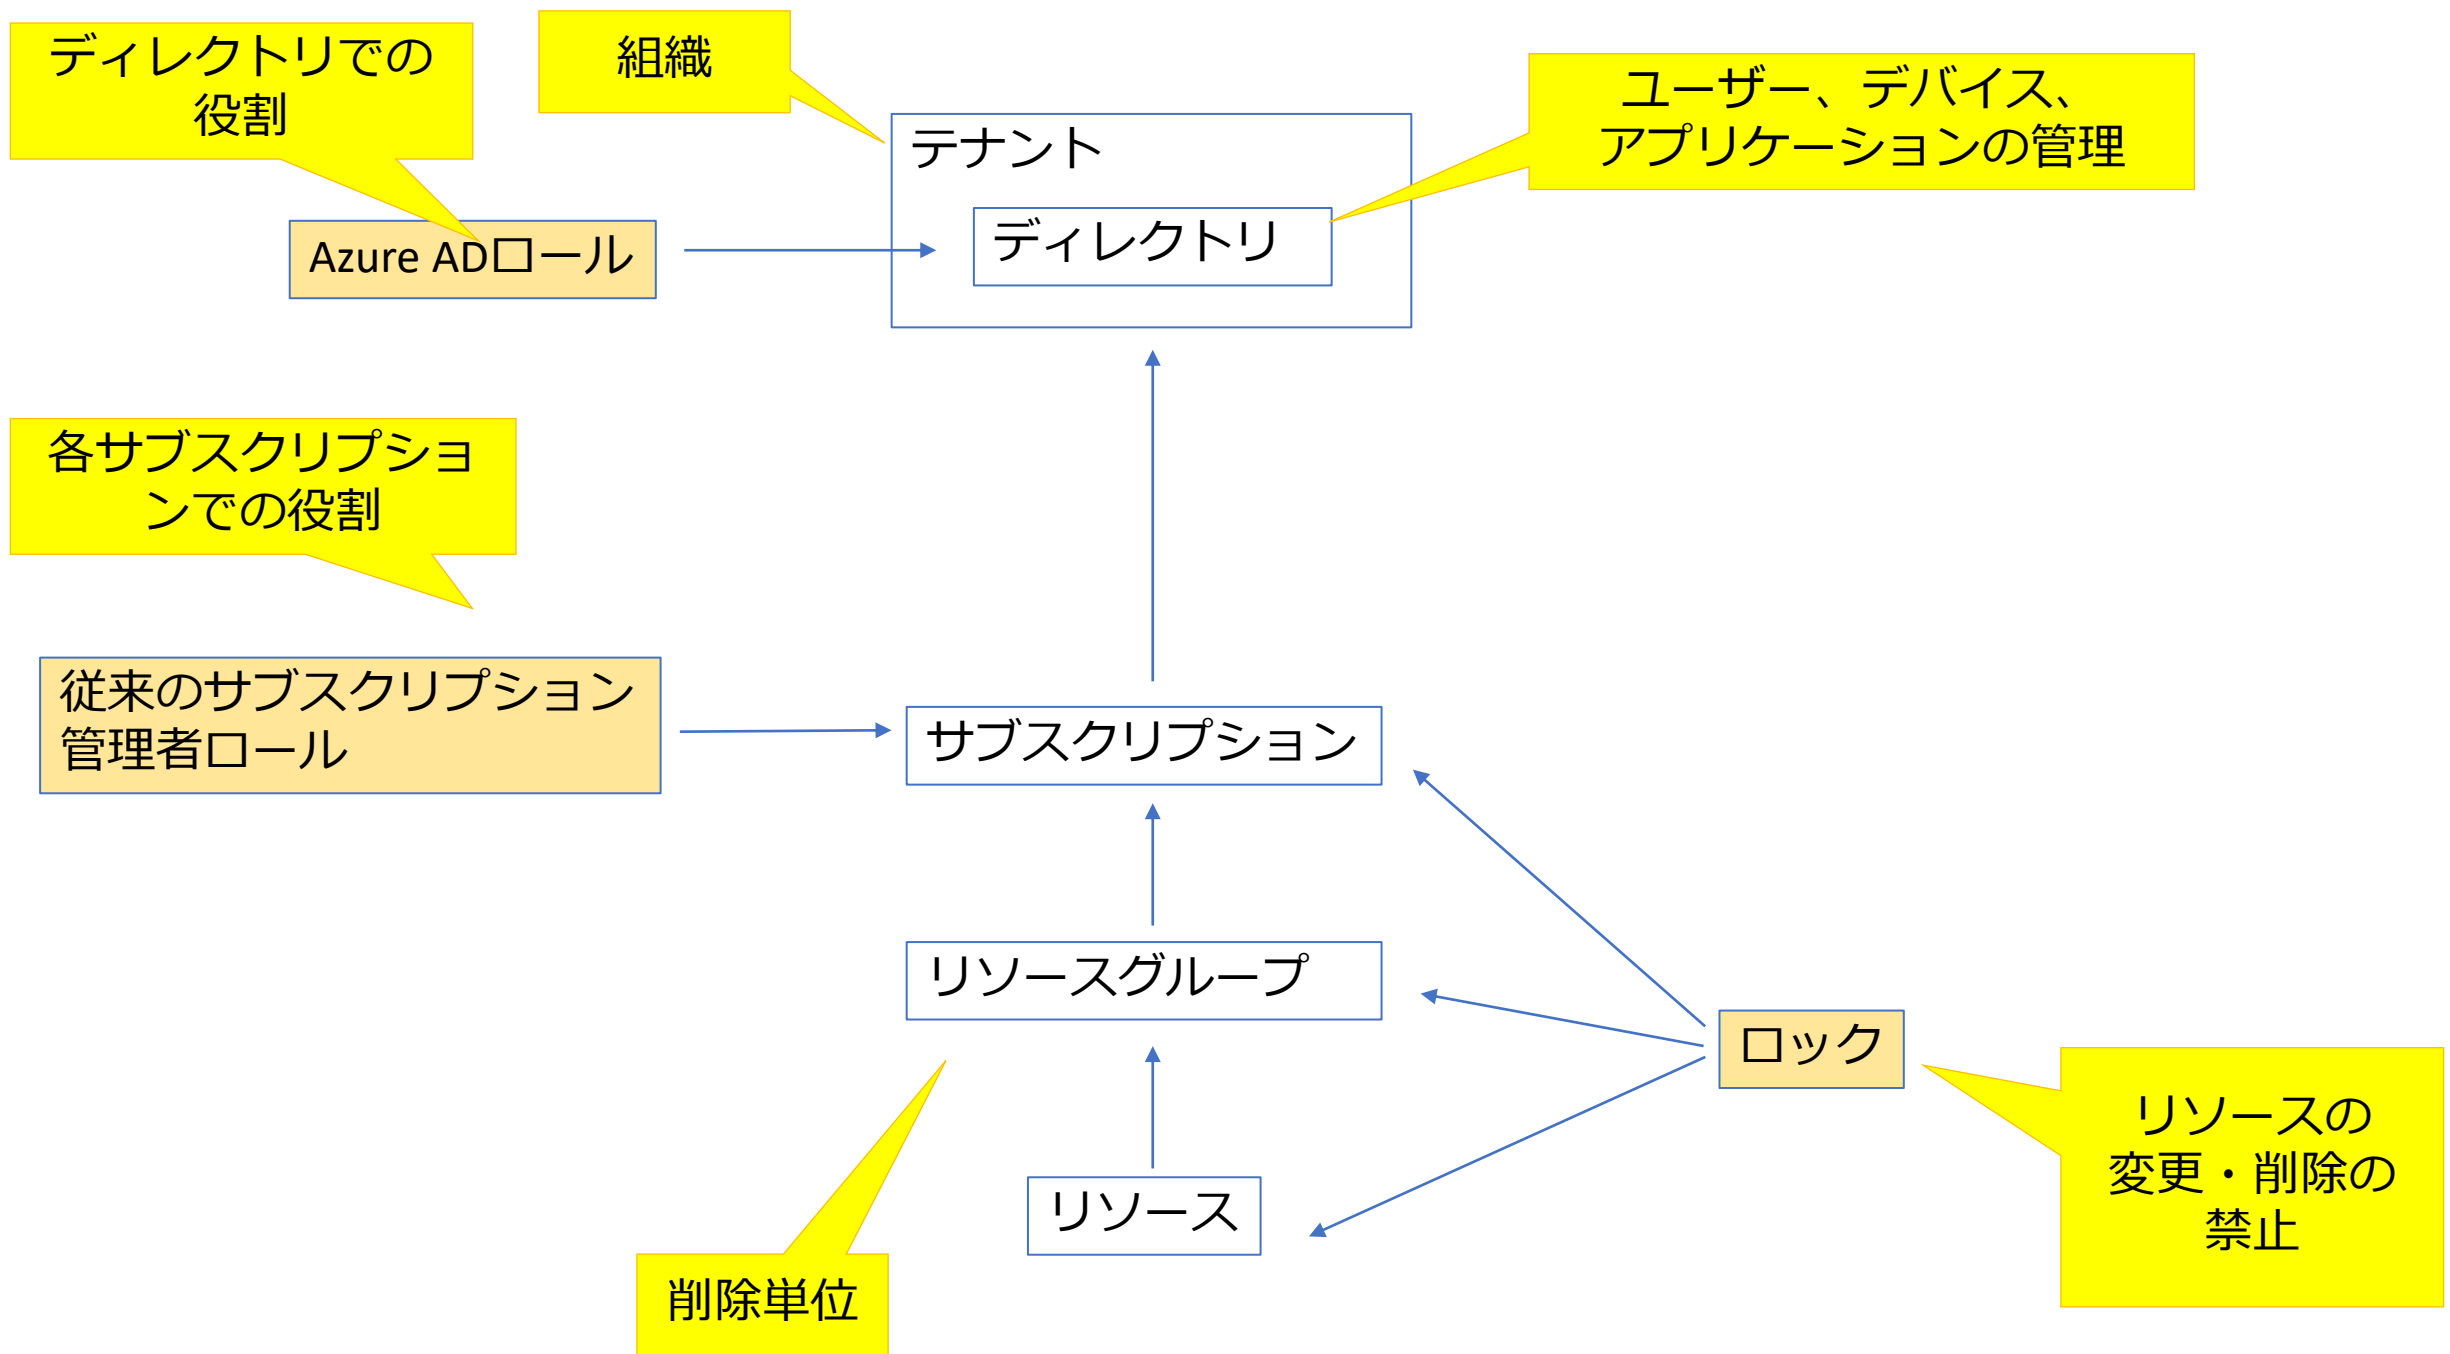 ディレクトリでの
役割
組織
ユーザー、デバイス、
アプリケーションの管理
テナント
ディレクトリ
Azure ADロール
各サブスクリプショ
ンでの役割
従来のサブスクリプション
管理者ロール
サブスクリプション
リソースグループ
ロック
リソースの
変更・削除の
禁止
リソース
削除単位